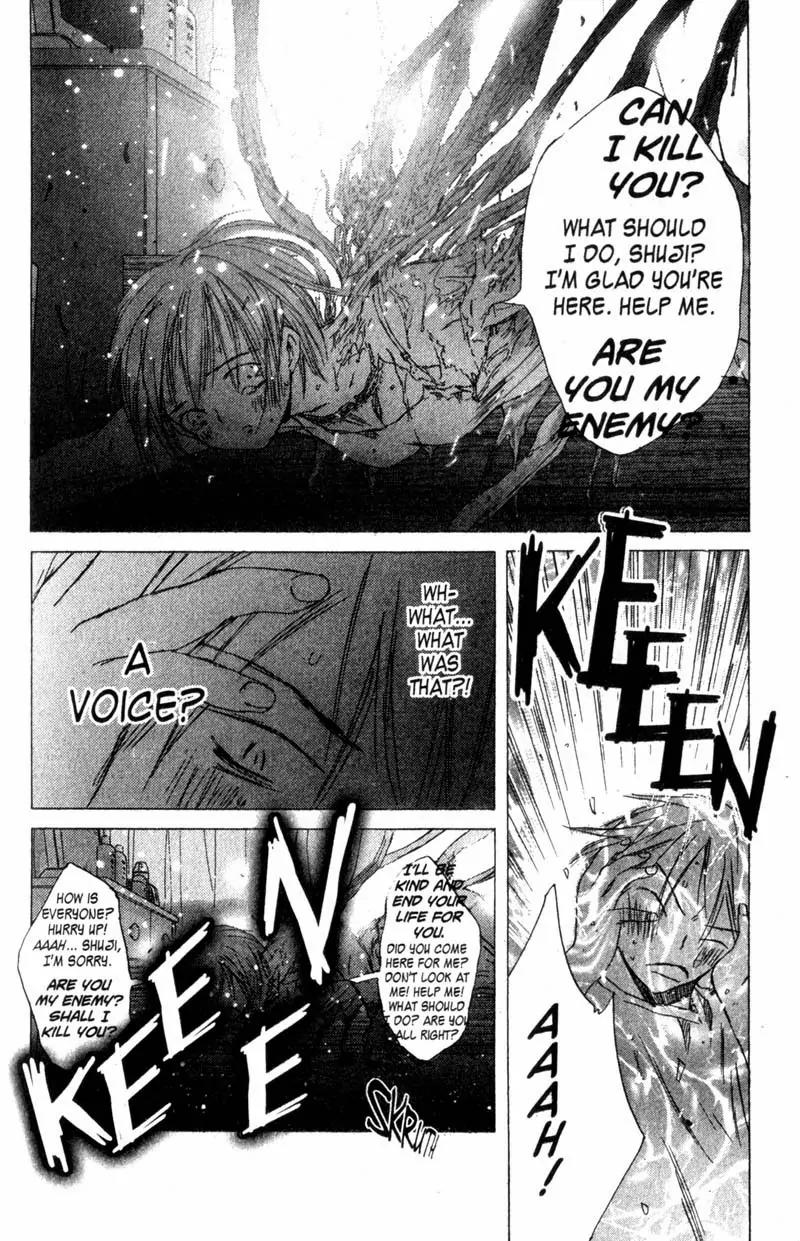 CAN
I KILL
YOU?
WHAT SHOULD
I DO, SHUJI?
I'M GLAD YOU'RE
HERE. HELP ME.
ARE
YOU MY
ENEMY?
KEEEEN
WH-
WHAT...
WHAT
WAS
THAT?!
A
VOICE?
AAAH!
KEEEEN
I'LL BE
KIND AND
END YOUR
LIFE FOR
YOU.
DID YOU COME
HERE FOR ME?
DON'T LOOK AT
ME! HELP ME!
WHAT SHOULD
I DO? ARE YOU
ALL RIGHT?
HOW IS
EVERYONE?
HURRY UP!
AAAH... SHUJI,
I'M SORRY.
ARE YOU
MY ENEMY?
SHALL I
KILL YOU?
SKRUTH